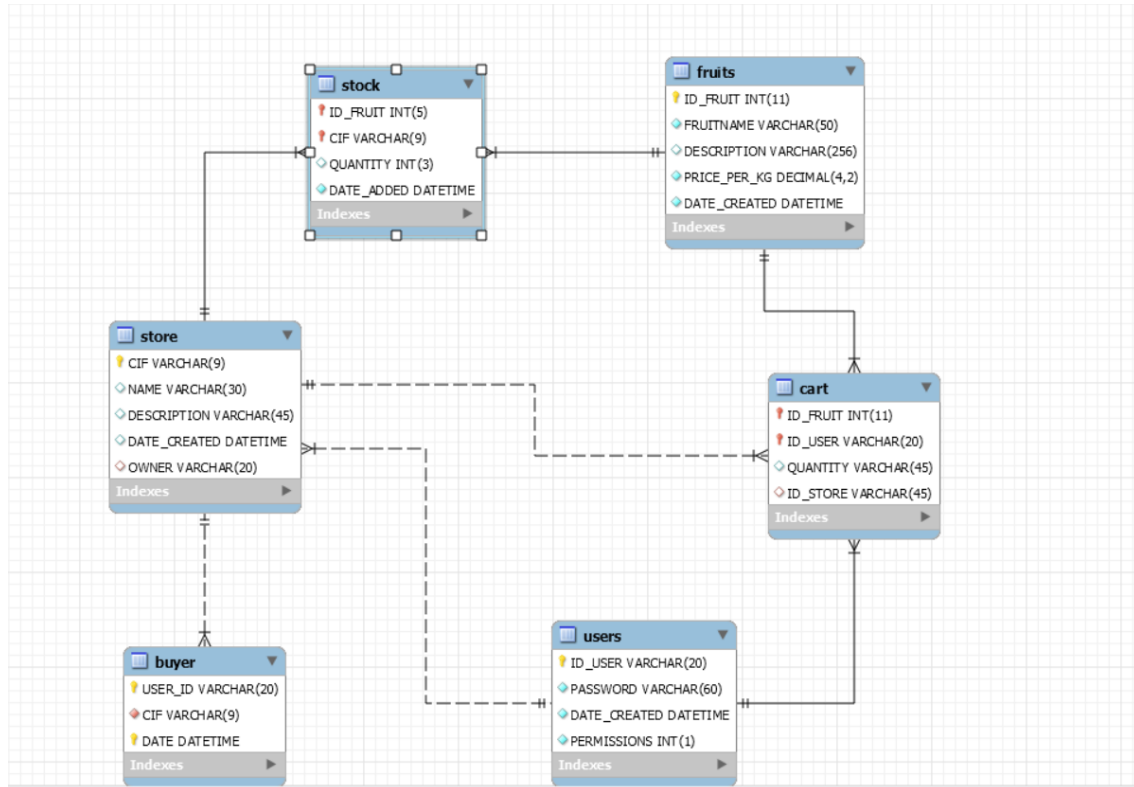 stock
ID_FRUIT INT(5)
CIF VARCHAR(9)
QUANTITY INT(3)
DATE_ADDED DATETIME
Indexes
fruits
ID_FRUIT INT(11)
FRUITNAME VARCHAR(50)
DESCRIPTION VARCHAR(256)
PRICE_PER_KG DECIMAL(4,2)
DATE_CREATED DATETIME
Indexes
store
CIF VARCHAR(9)
NAME VARCHAR(30)
DESCRIPTION VARCHAR(45)
DATE_CREATED DATETIME
OWNER VARCHAR(20)
Indexes
cart
ID_FRUIT INT(11)
ID_USER VARCHAR(20)
QUANTITY VARCHAR(45)
ID_STORE VARCHAR(45)
Indexes
buyer
USER_ID VARCHAR(20)
CIF VARCHAR(9)
DATE DATETIME
Indexes
users
ID_USER VARCHAR(20)
PASSWORD VARCHAR(60)
DATE_CREATED DATETIME
PERMISSIONS INT(1)
Indexes